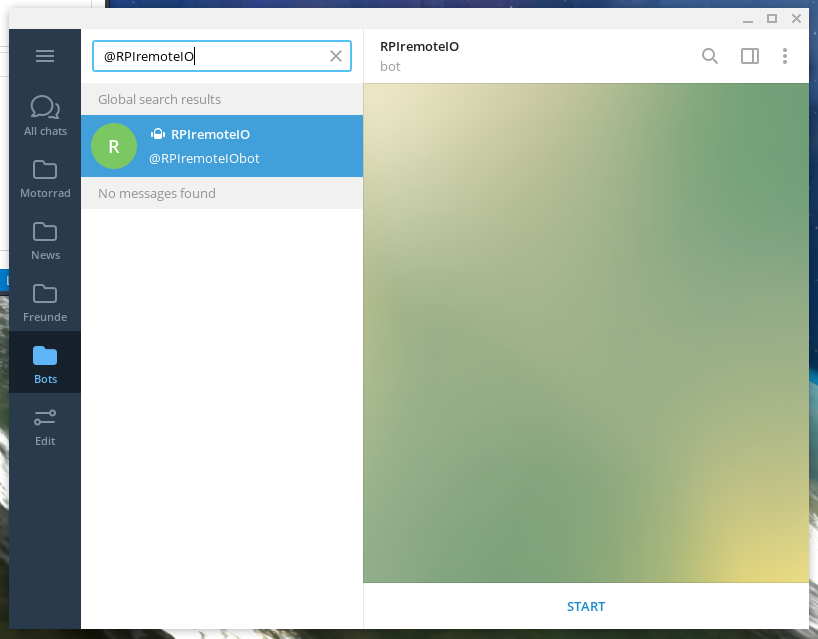 @RPIremoteIO
RPIremoteIO
bot
Global search results
R
RPIremoteIO
@RPIremoteIObot
No messages found
All chats
Motorrad
News
Freunde
Bots
Edit
START